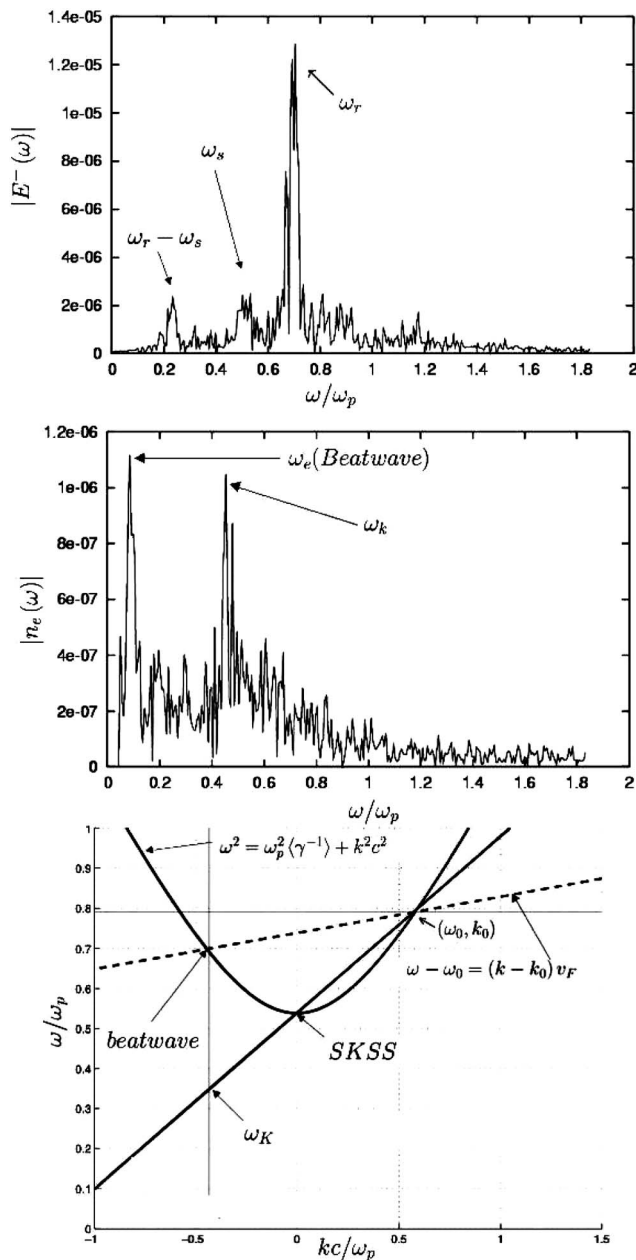 1.4e-05
1.2e-05
1e-05
8e-06
6e-06
4e-06
2e-06
0
|E⁻(ω)|
ω_r
ω_s
ω_r − ω_s
0 0.2 0.4 0.6 0.8 1 1.2 1.4 1.6 1.8 2
ω/ω_p
1.2e-06
1e-06
8e-07
6e-07
4e-07
2e-07
0
|n_e(ω)|
ω_e(Beatwave)
ω_k
0 0.2 0.4 0.6 0.8 1 1.2 1.4 1.6 1.8 2
ω/ω_p
1
0.9
0.8
0.7
0.6
0.5
0.4
0.3
0.2
0.1
0
ω/ω_p
ω² = ω_p²⟨γ⁻¹⟩ + k²c²
(ω₀, k₀)
ω − ω₀ = (k − k₀)v_F
beatwave
SKSS
ω_K
-1 -0.5 0 0.5 1 1.5
kc/ω_p